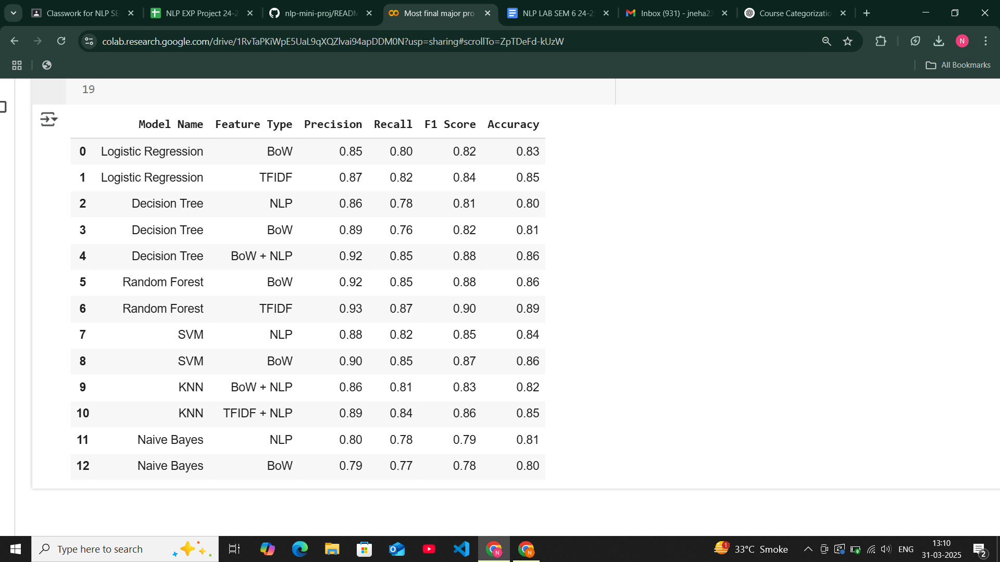 Classwork for NLP SE
NLP EXP Project 24-2
nlp-mini-proj/READM
Most final major pro
NLP LAB SEM 6 24-2
Inbox (931) - jneha23
Course Categorizatio
colab.research.google.com/drive/1RvTaPKiWpE5UaL9qXQZlvai94apDDM0N?usp=sharing#scrollTo=ZpTDeFd-kUzW
N
All Bookmarks
19
Model Name Feature Type Precision Recall F1 Score Accuracy
0 Logistic Regression BoW 0.85 0.80 0.82 0.83
1 Logistic Regression TFIDF 0.87 0.82 0.84 0.85
2 Decision Tree NLP 0.86 0.78 0.81 0.80
3 Decision Tree BoW 0.89 0.76 0.82 0.81
4 Decision Tree BoW + NLP 0.92 0.85 0.88 0.86
5 Random Forest BoW 0.92 0.85 0.88 0.86
6 Random Forest TFIDF 0.93 0.87 0.90 0.89
7 SVM NLP 0.88 0.82 0.85 0.84
8 SVM BoW 0.90 0.85 0.87 0.86
9 KNN BoW + NLP 0.86 0.81 0.83 0.82
10 KNN TFIDF + NLP 0.89 0.84 0.86 0.85
11 Naive Bayes NLP 0.80 0.78 0.79 0.81
12 Naive Bayes BoW 0.79 0.77 0.78 0.80
Type here to search
N
N
1
33°C Smoke
ENG
13:10
31-03-2025
2